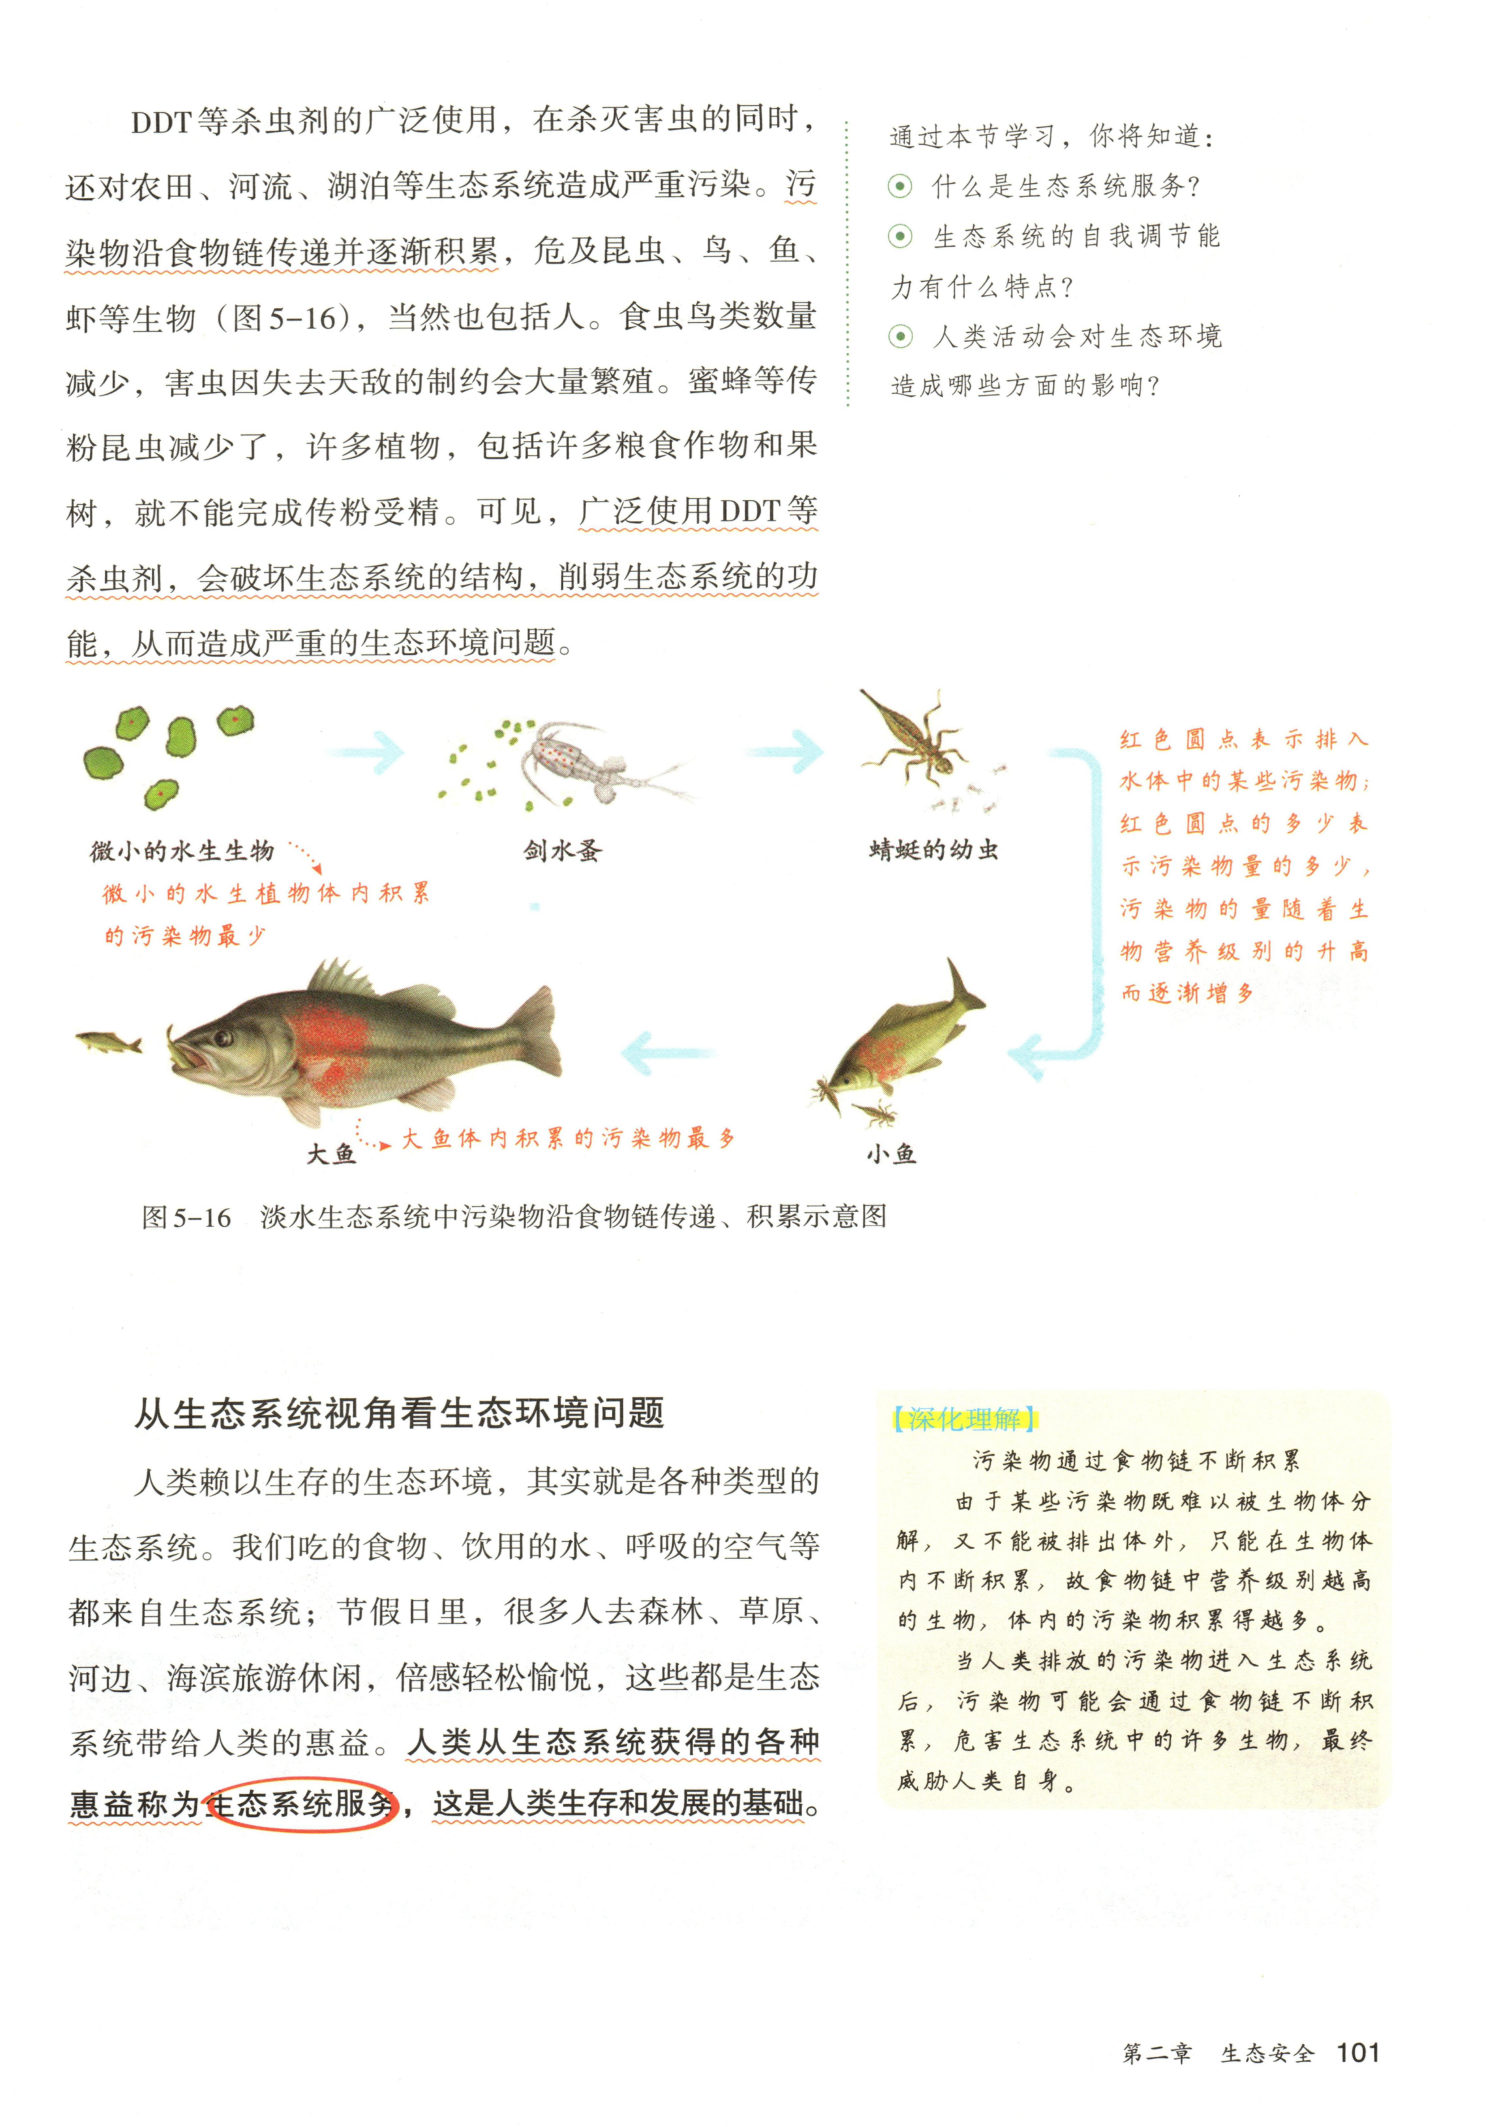 DDT等杀虫剂的广泛使用，在杀灭害虫的同时，
还对农田、河流、湖泊等生态系统造成严重污染。污
染物沿食物链传递并逐渐积累，危及昆虫、鸟、鱼、
虾等生物（图5-16），当然也包括人。食虫鸟类数量
减少，害虫因失去天敌的制约会大量繁殖。蜜蜂等传
粉昆虫减少了，许多植物，包括许多粮食作物和果
树，就不能完成传粉受精。可见，广泛使用DDT等
杀虫剂，会破坏生态系统的结构，削弱生态系统的功
能，从而造成严重的生态环境问题。
通过本节学习，你将知道：
⊙ 什么是生态系统服务？
⊙ 生态系统的自我调节能
力有什么特点？
⊙ 人类活动会对生态环境
造成哪些方面的影响？
微小的水生生物
微小的水生植物体内积累
的污染物最少
剑水蚤
蜻蜓的幼虫
红色圆点表示排入
水体中的某些污染物；
红色圆点的多少表
示污染物量的多少，
污染物的量随着生
物营养级别的升高
而逐渐增多
大鱼
大鱼体内积累的污染物最多
小鱼
图5-16 淡水生态系统中污染物沿食物链传递、积累示意图
从生态系统视角看生态环境问题
人类赖以生存的生态环境，其实就是各种类型的
生态系统。我们吃的食物、饮用的水、呼吸的空气等
都来自生态系统；节假日里，很多人去森林、草原、
河边、海滨旅游休闲，倍感轻松愉悦，这些都是生态
系统带给人类的惠益。人类从生态系统获得的各种
惠益称为生态系统服务，这是人类生存和发展的基础。
【深化理解】
污染物通过食物链不断积累
由于某些污染物既难以被生物体分
解，又不能被排出体外，只能在生物体
内不断积累，故食物链中营养级别越高
的生物，体内的污染物积累得越多。
当人类排放的污染物进入生态系统
后，污染物可能会通过食物链不断积
累，危害生态系统中的许多生物，最终
威胁人类自身。
第二章 生态安全 101